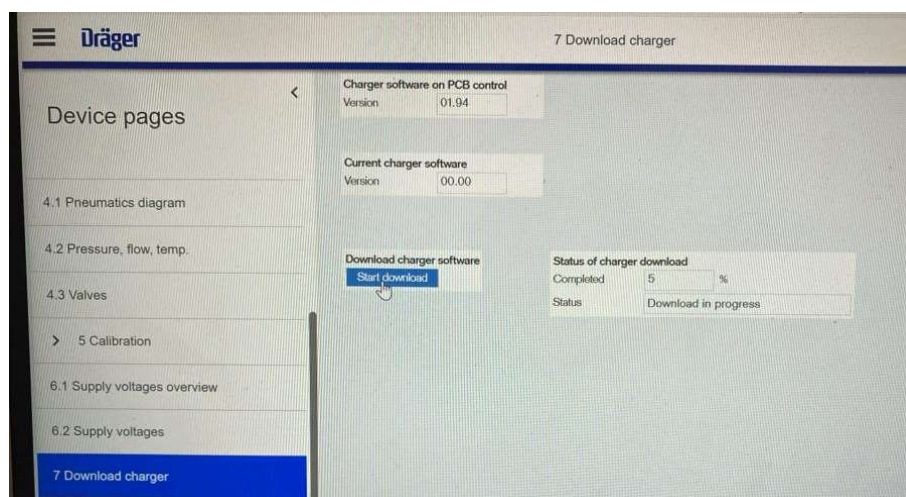 Dräger
7 Download charger
Device pages
4.1 Pneumatics diagram
4.2 Pressure, flow, temp.
4.3 Valves
5 Calibration
6.1 Supply voltages overview
6.2 Supply voltages
7 Download charger
Charger software on PCB control
Version 01.94
Current charger software
Version 00.00
Download charger software
Start download
Status of charger download
Completed 5 %
Status Download in progress